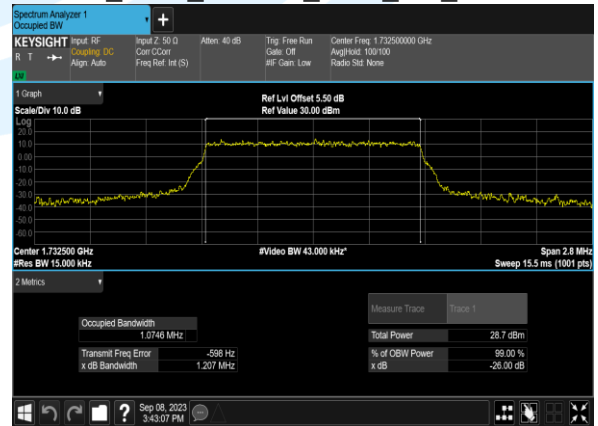 Spectrum Analyzer 1
Occupied BW
+
KEYSIGHT
R T
LXI
Input: RF
Coupling: DC
Align: Auto
Input Z: 50 Ω
Corr CCorr
Freq Ref: Int (S)
Atten: 40 dB
Trig: Free Run
Gate: Off
#IF Gain: Low
Center Freq: 1.732500000 GHz
Avg|Hold: 100/100
Radio Std: None
1 Graph
Scale/Div 10.0 dB
Ref Lvl Offset 5.50 dB
Ref Value 30.00 dBm
Log
20.0
10.0
0.00
-10.0
-20.0
-30.0
-40.0
-50.0
-60.0
Center 1.732500 GHz
#Res BW 15.000 kHz
#Video BW 43.000 kHz*
Span 2.8 MHz
Sweep 15.5 ms (1001 pts)
2 Metrics
Measure Trace Trace 1
Occupied Bandwidth
1.0746 MHz
Total Power 28.7 dBm
Transmit Freq Error -598 Hz
% of OBW Power 99.00 %
x dB Bandwidth 1.207 MHz
x dB -26.00 dB
?
Sep 08, 2023
3:43:07 PM